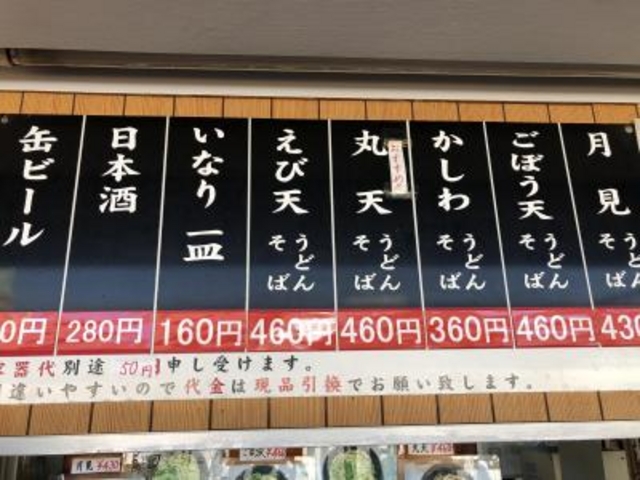 月見 うどん そば 430
ごぼう天 うどん そば 460円
かしわ うどん そば 360円
丸天 うどん そば 460円
おすすめ!!
えび天 うどん そば 460円
いなり 一皿 160円
日本酒 280円
缶ビール 0円
器代別途 50円申し受けます。
違いやすいので代金は現品引換でお願い致します。
月見 ¥430